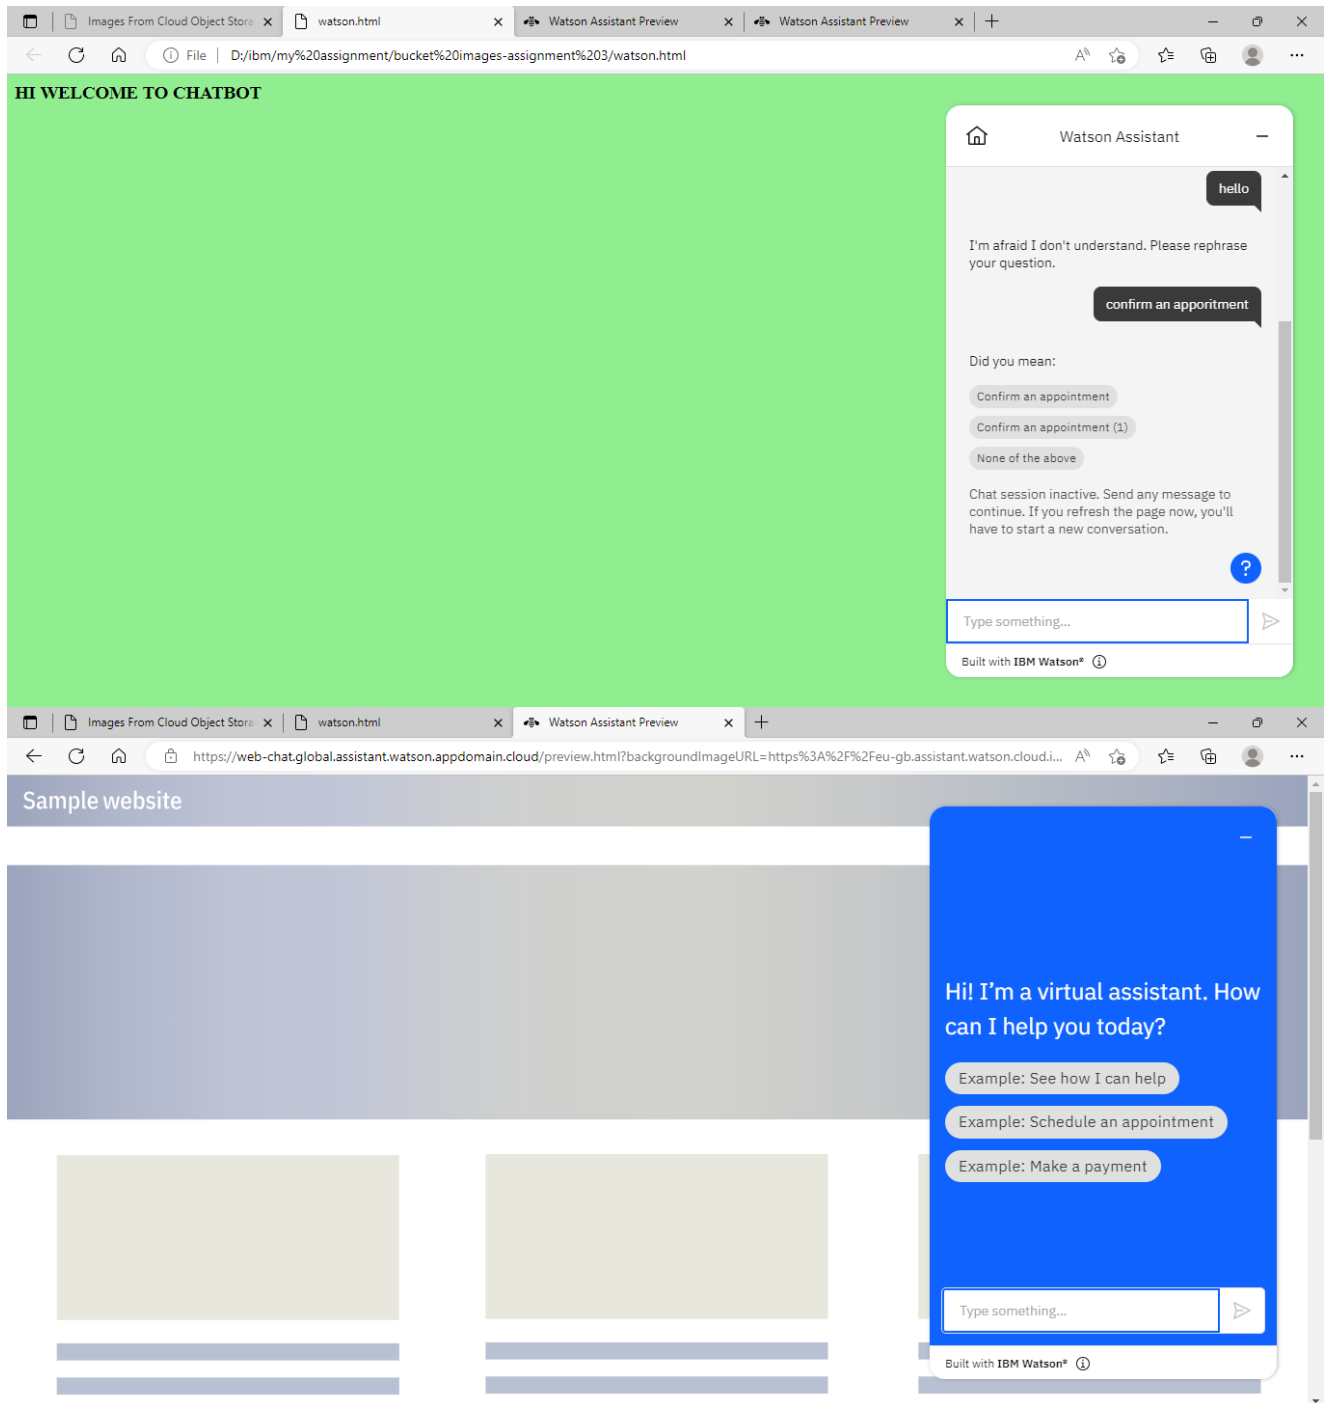 Images From Cloud Object Stora
watson.html
Watson Assistant Preview
Watson Assistant Preview
File
D:/ibm/my%20assignment/bucket%20images-assignment%203/watson.html
HI WELCOME TO CHATBOT
Watson Assistant
hello
I'm afraid I don't understand. Please rephrase
your question.
confirm an apporitment
Did you mean:
Confirm an appointment
Confirm an appointment (1)
None of the above
Chat session inactive. Send any message to
continue. If you refresh the page now, you'll
have to start a new conversation.
?
Type something...
Built with IBM Watson®
Images From Cloud Object Stora
watson.html
Watson Assistant Preview
https://web-chat.global.assistant.watson.appdomain.cloud/preview.html?backgroundImageURL=https%3A%2F%2Feu-gb.assistant.watson.cloud.i...
Sample website
Hi! I’m a virtual assistant. How
can I help you today?
Example: See how I can help
Example: Schedule an appointment
Example: Make a payment
Type something...
Built with IBM Watson®